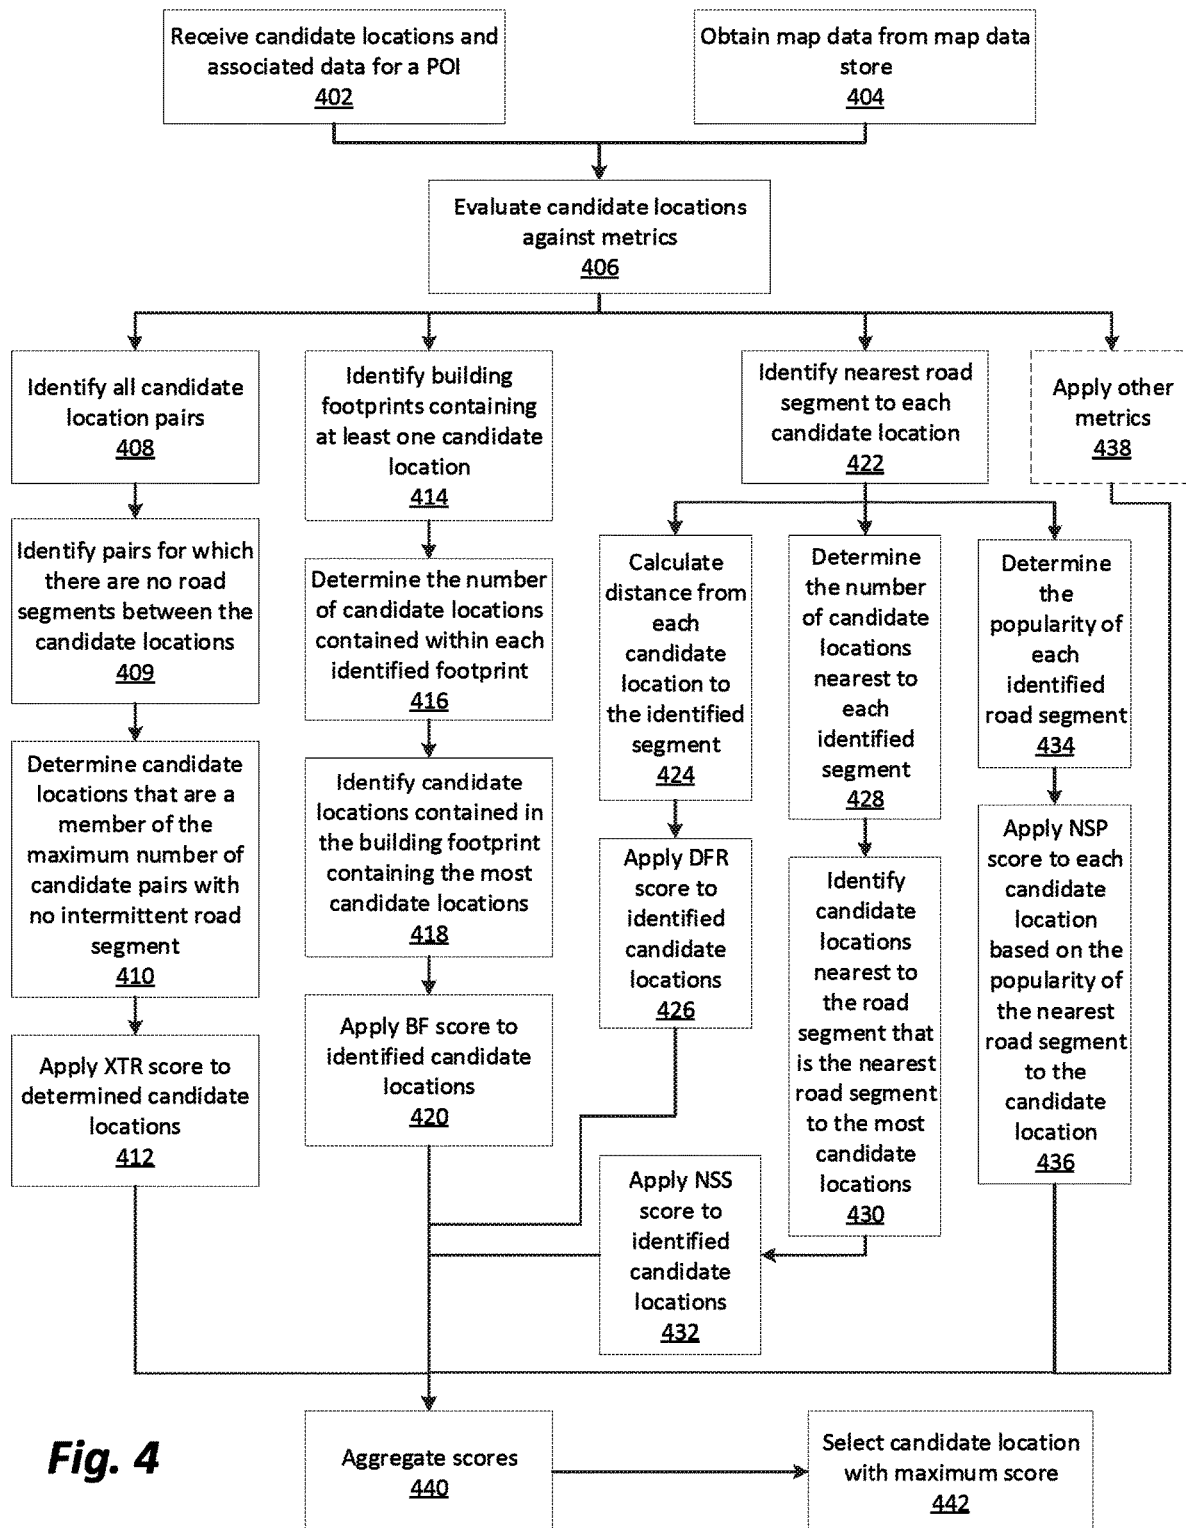 Receive candidate locations and
associated data for a POI
402
Obtain map data from map data
store
404
Evaluate candidate locations
against metrics
406
Identify all candidate
location pairs
408
Identify pairs for which
there are no road
segments between the
candidate locations
409
Determine candidate
locations that are a
member of the
maximum number of
candidate pairs with
no intermittent road
segment
410
Apply XTR score to
determined candidate
locations
412
Identify building
footprints containing
at least one candidate
location
414
Determine the number
of candidate locations
contained within each
identified footprint
416
Identify candidate
locations contained in
the building footprint
containing the most
candidate locations
418
Apply BF score to
identified candidate
locations
420
Identify nearest road
segment to each
candidate location
422
Calculate
distance from
each
candidate
location to
the identified
segment
424
Apply DFR
score to
identified
candidate
locations
426
Determine
the number
of candidate
locations
nearest to
each
identified
segment
428
Identify
candidate
locations
nearest to
the road
segment that
is the nearest
road segment
to the most
candidate
locations
430
Apply NSS
score to
identified
candidate
locations
432
Determine
the
popularity of
each
identified
road segment
434
Apply NSP
score to each
candidate
location
based on the
popularity of
the nearest
road segment
to the
candidate
location
436
Apply other
metrics
438
Aggregate scores
440
Select candidate location
with maximum score
442
Fig. 4